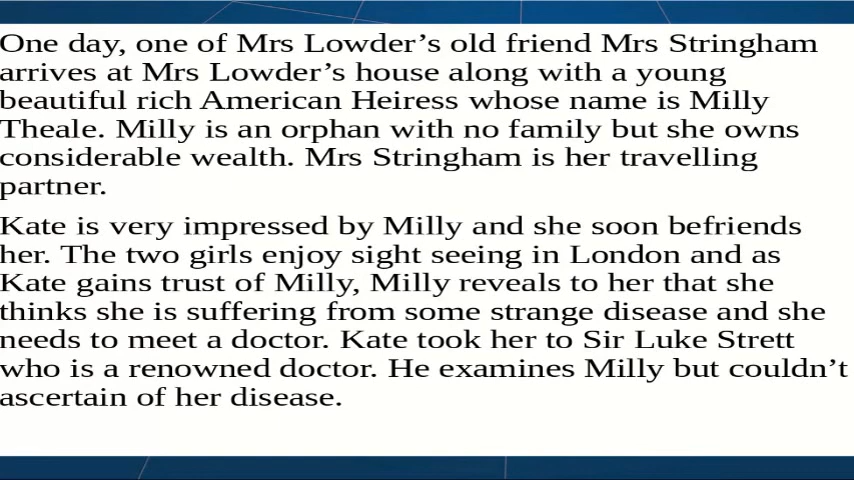 One day, one of Mrs Lowder’s old friend Mrs Stringham
arrives at Mrs Lowder’s house along with a young
beautiful rich American Heiress whose name is Milly
Theale. Milly is an orphan with no family but she owns
considerable wealth. Mrs Stringham is her travelling
partner.
Kate is very impressed by Milly and she soon befriends
her. The two girls enjoy sight seeing in London and as
Kate gains trust of Milly, Milly reveals to her that she
thinks she is suffering from some strange disease and she
needs to meet a doctor. Kate took her to Sir Luke Strett
who is a renowned doctor. He examines Milly but couldn’t
ascertain of her disease.